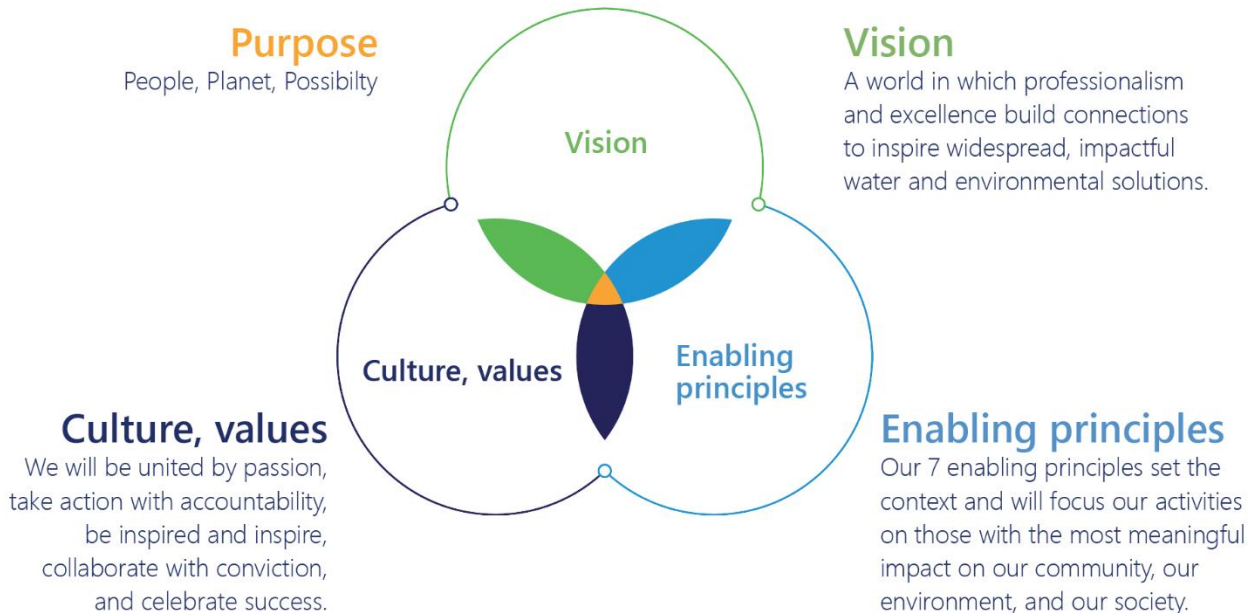 Purpose
People, Planet, Possibilty
Vision
A world in which professionalism
and excellence build connections
to inspire widespread, impactful
water and environmental solutions.
Vision
Culture, values
Enabling
principles
Culture, values
We will be united by passion,
take action with accountability,
be inspired and inspire,
collaborate with conviction,
and celebrate success.
Enabling principles
Our 7 enabling principles set the
context and will focus our activities
on those with the most meaningful
impact on our community, our
environment, and our society.